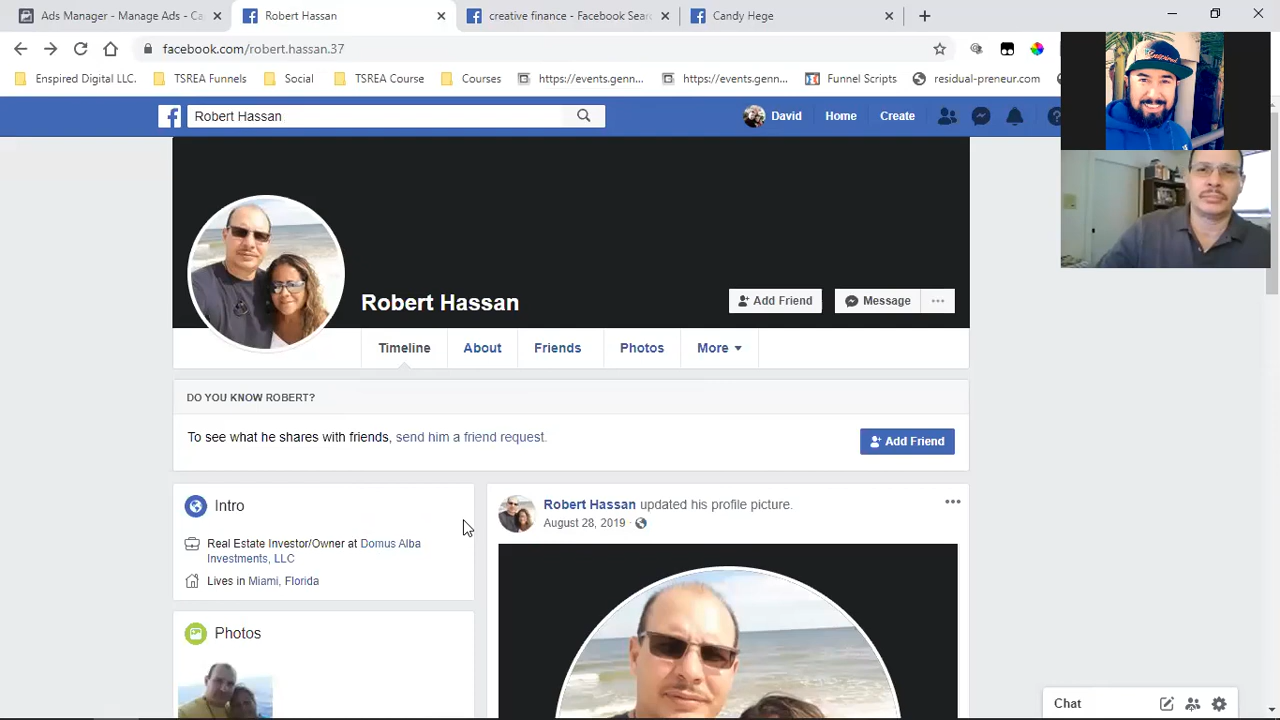 Ads Manager - Manage Ads - Ca
Robert Hassan
creative finance - Facebook Sear
Candy Hege
facebook.com/robert.hassan.37
Enspired Digital LLC.
TSREA Funnels
Social
TSREA Course
Courses
https://events.genn...
https://events.genn...
Funnel Scripts
residual-preneur.com
Robert Hassan
David
Home
Create
Robert Hassan
Add Friend
Message
Timeline
About
Friends
Photos
More
DO YOU KNOW ROBERT?
To see what he shares with friends, send him a friend request.
Add Friend
Intro
Real Estate Investor/Owner at Domus Alba
Investments, LLC
Lives in Miami, Florida
Photos
Robert Hassan updated his profile picture.
August 28, 2019
Chat